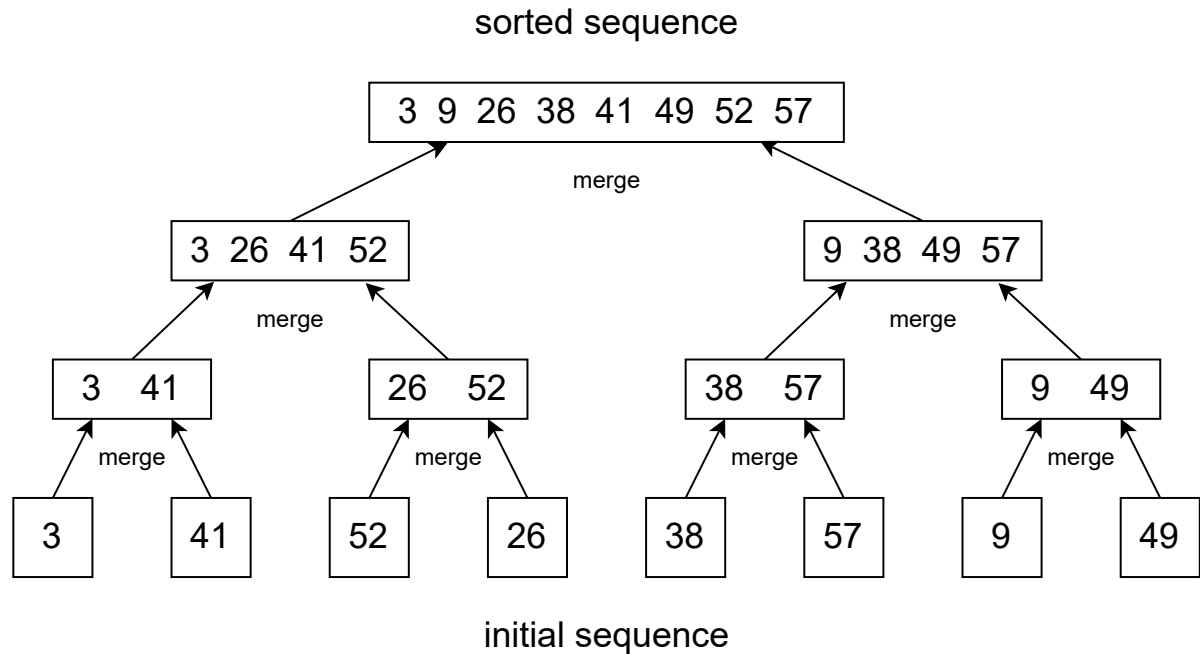 sorted sequence
3 9 26 38 41 49 52 57
merge
3 26 41 52
9 38 49 57
merge
merge
3 41
26 52
38 57
9 49
merge
merge
merge
merge
3
41
52
26
38
57
9
49
initial sequence